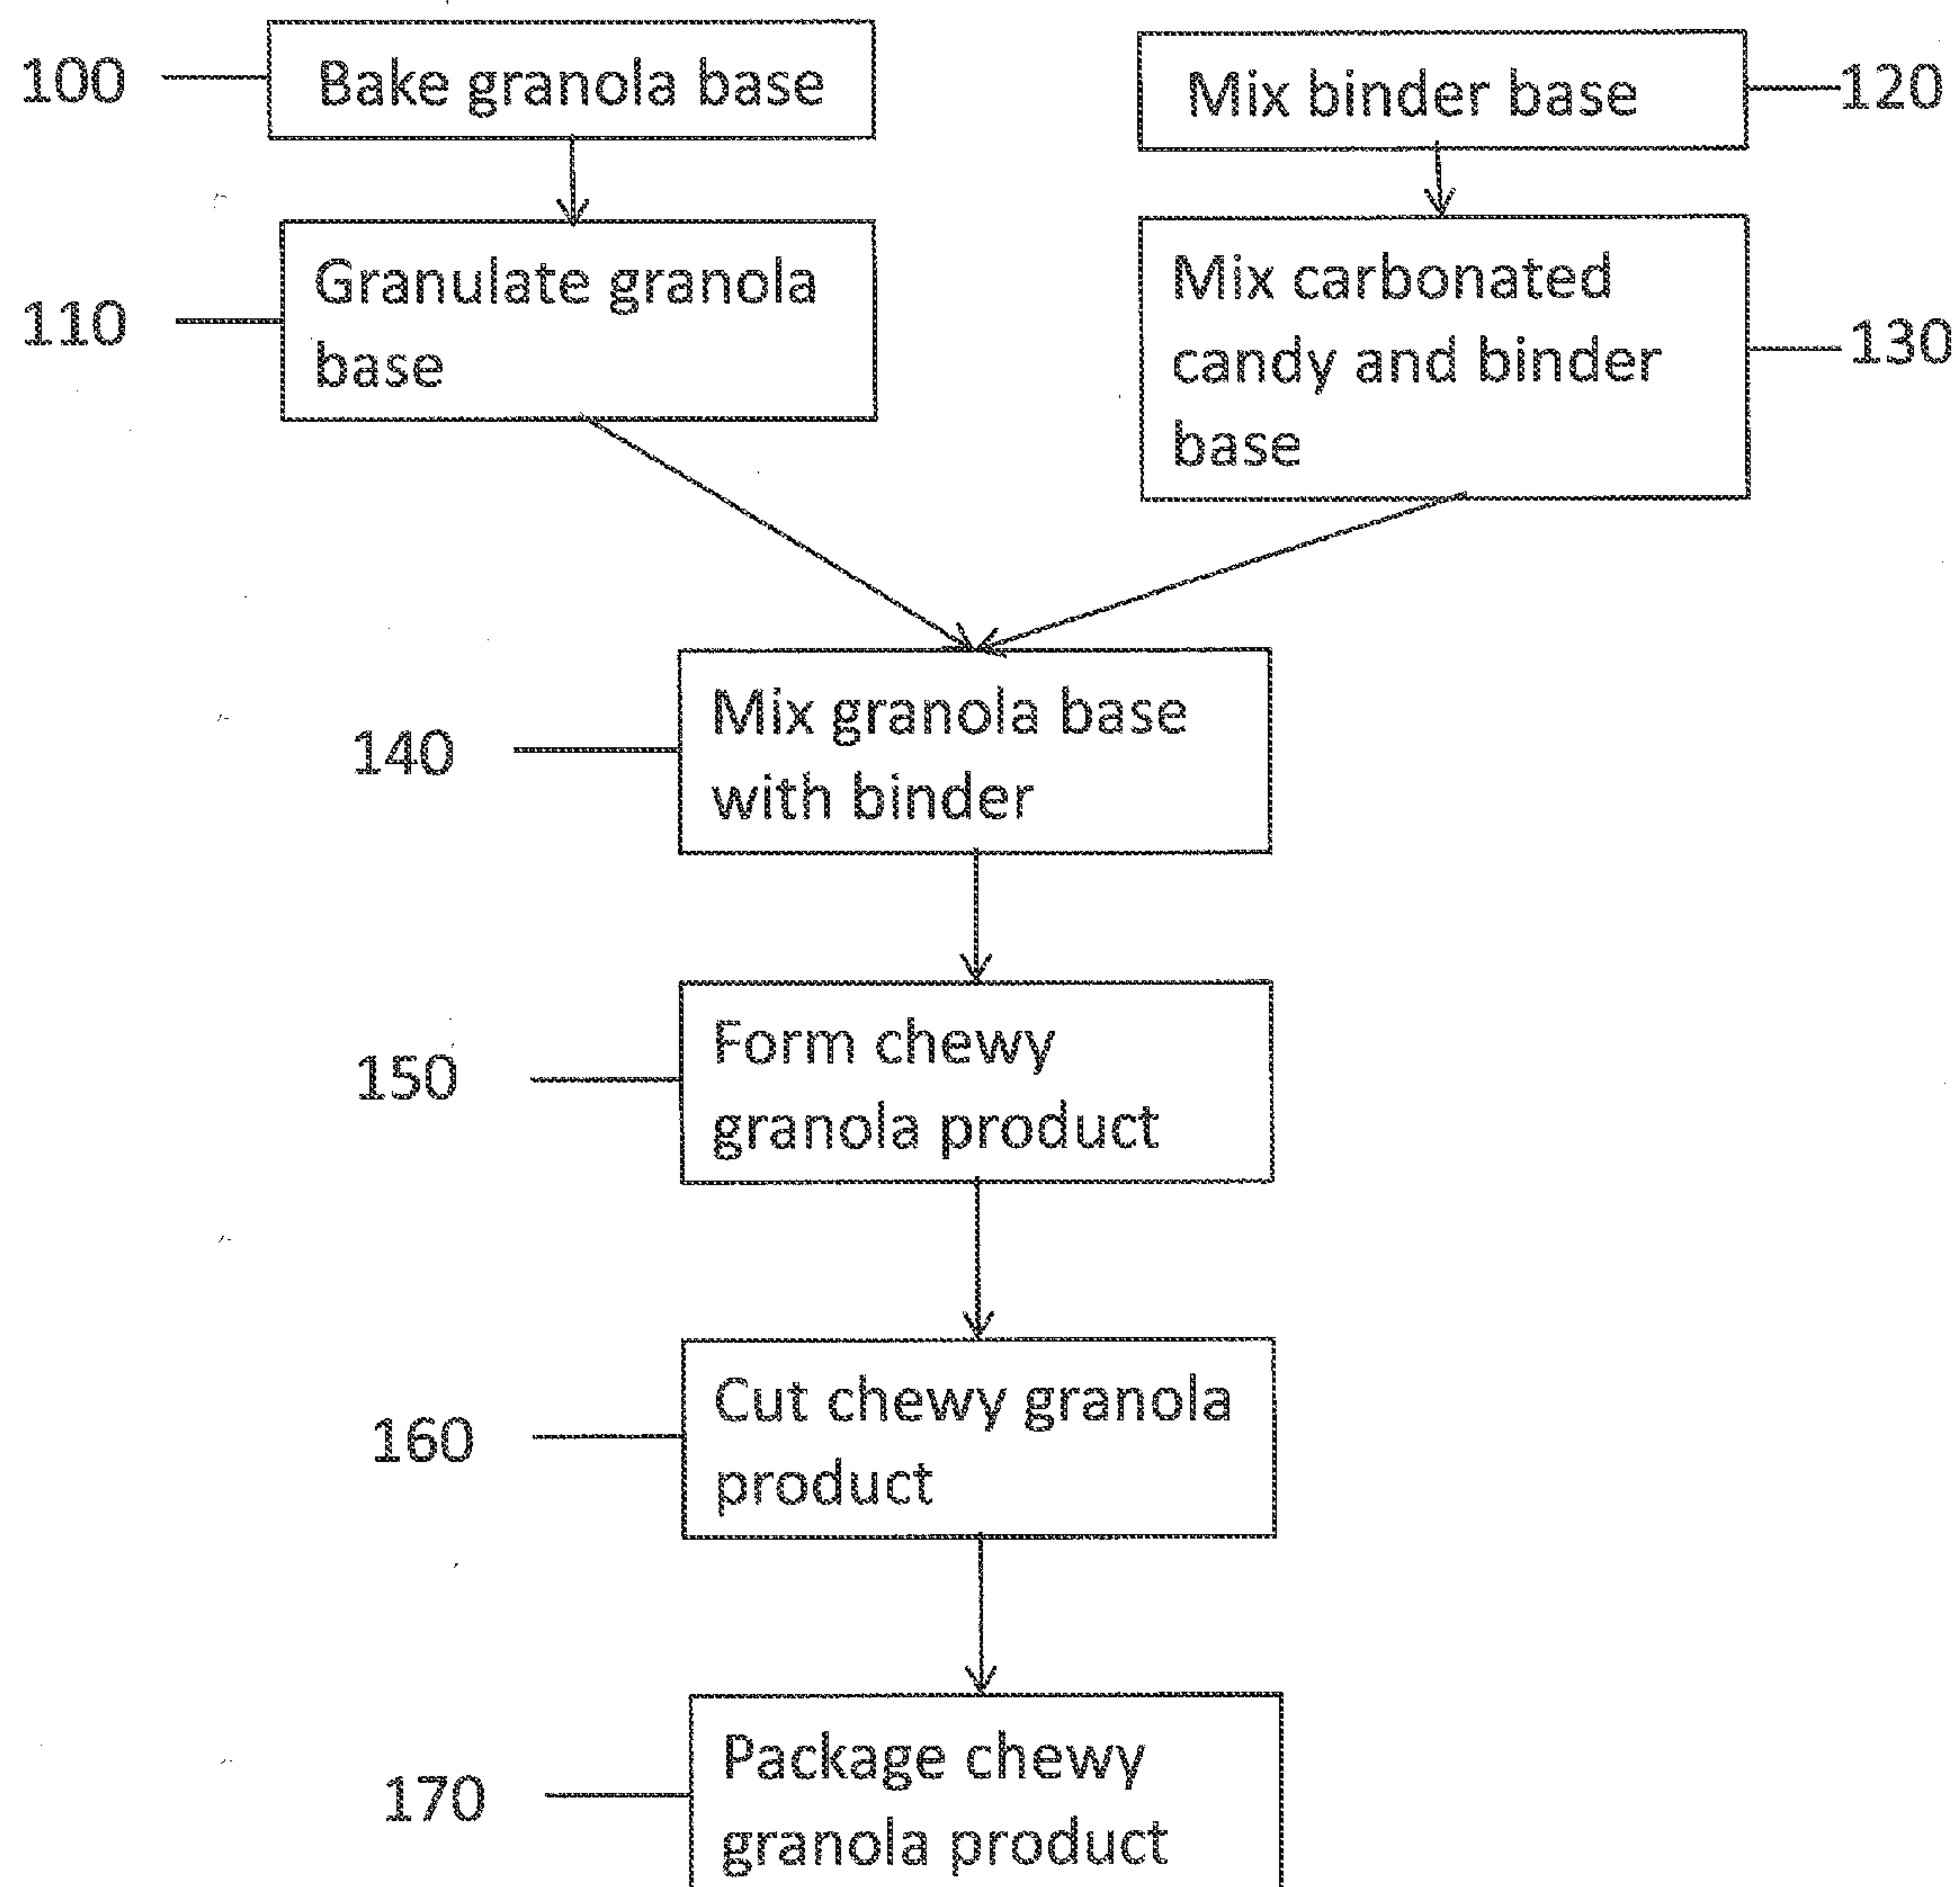 100
Bake granola base
Mix binder base
120
110
Granulate granola
base
Mix carbonated
candy and binder
base
130
140
Mix granola base
with binder
150
Form chewy
granola product
160
Cut chewy granola
product
170
Package chewy
granola product